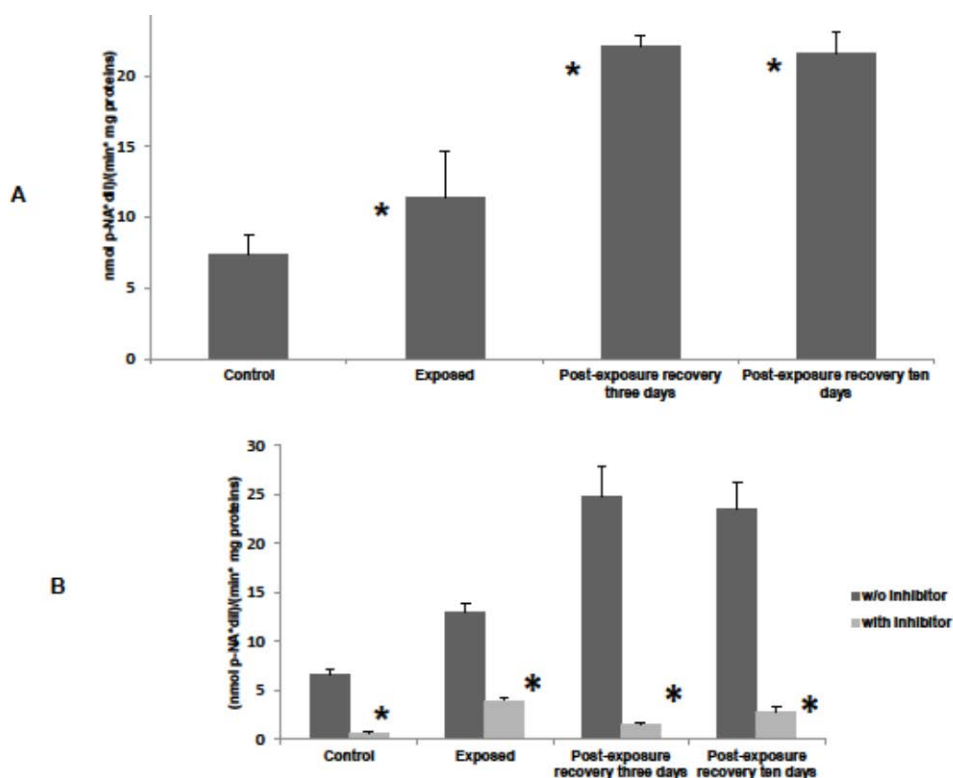 A
nmol p-NA*dil)/(min* mg proteins)
20
15
10
5
0
*
*
*
Control
Exposed
Post-exposure recovery
three days
Post-exposure recovery ten
days
B
(nmol p-NA*dil)/(min* mg proteins)
30
25
20
15
10
5
0
*
*
*
*
Control
Exposed
Post-exposure
recovery three days
Post-exposure
recovery ten days
w/o inhibitor
with inhibitor